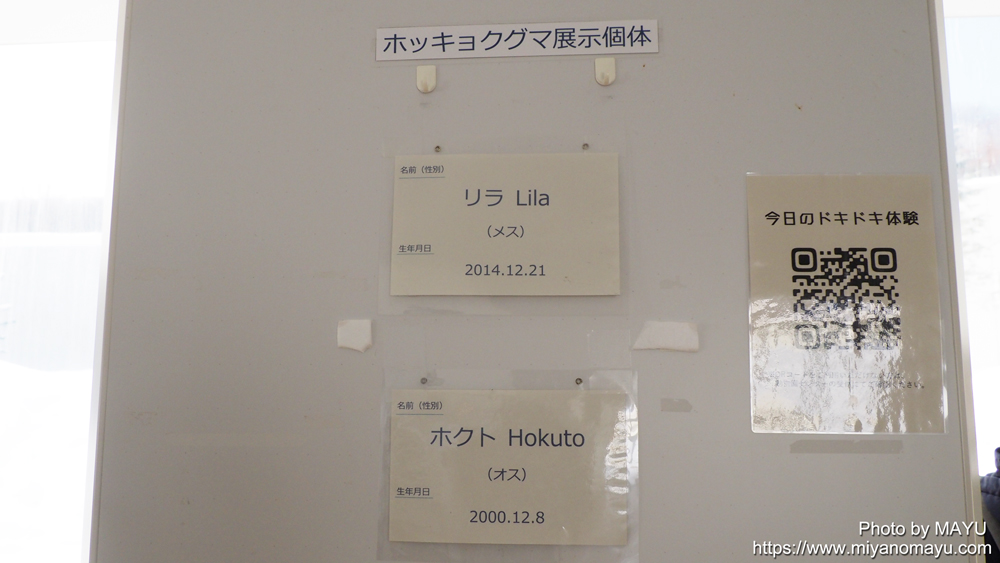 ホッキョクグマ展示個体
名前（性別）
リラ Lila
（メス）
生年月日
2014.12.21
名前（性別）
ホクト Hokuto
（オス）
生年月日
2000.12.8
今日のドキドキ体験
Photo by MAYU
https://www.miyanomayu.com